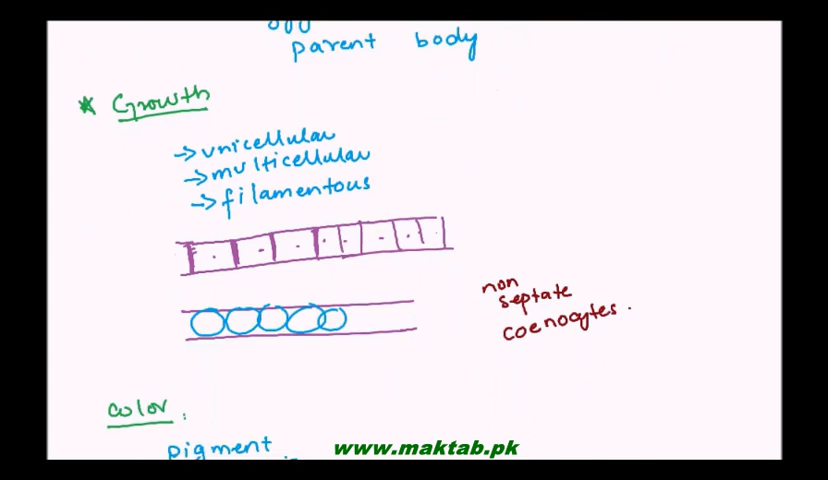 parent body
* Growth
→ unicellular
→ multicellular
→ filamentous
non
septate
coenocytes.
Color:
pigment
www.maktab.pk